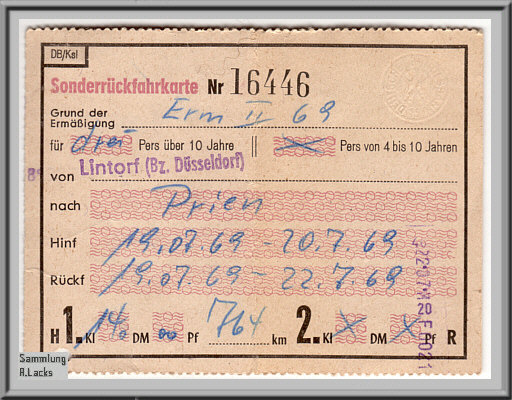 DB/Ksl
Sonderrückfahrkarte Nr 16446
Grund der Ermäßigung Erm II 69
für drei Pers über 10 Jahre || X Pers von 4 bis 10 Jahren
von Lintorf (Bz. Düsseldorf)
nach Prien
Hinf 19.07.69 - 20.7.69
Rückf 19.07.69 - 22.7.69
H 1. Kl 14. DM 00 Pf 764 km 2. Kl X DM X Pf R
Sammlung
A.Lacks